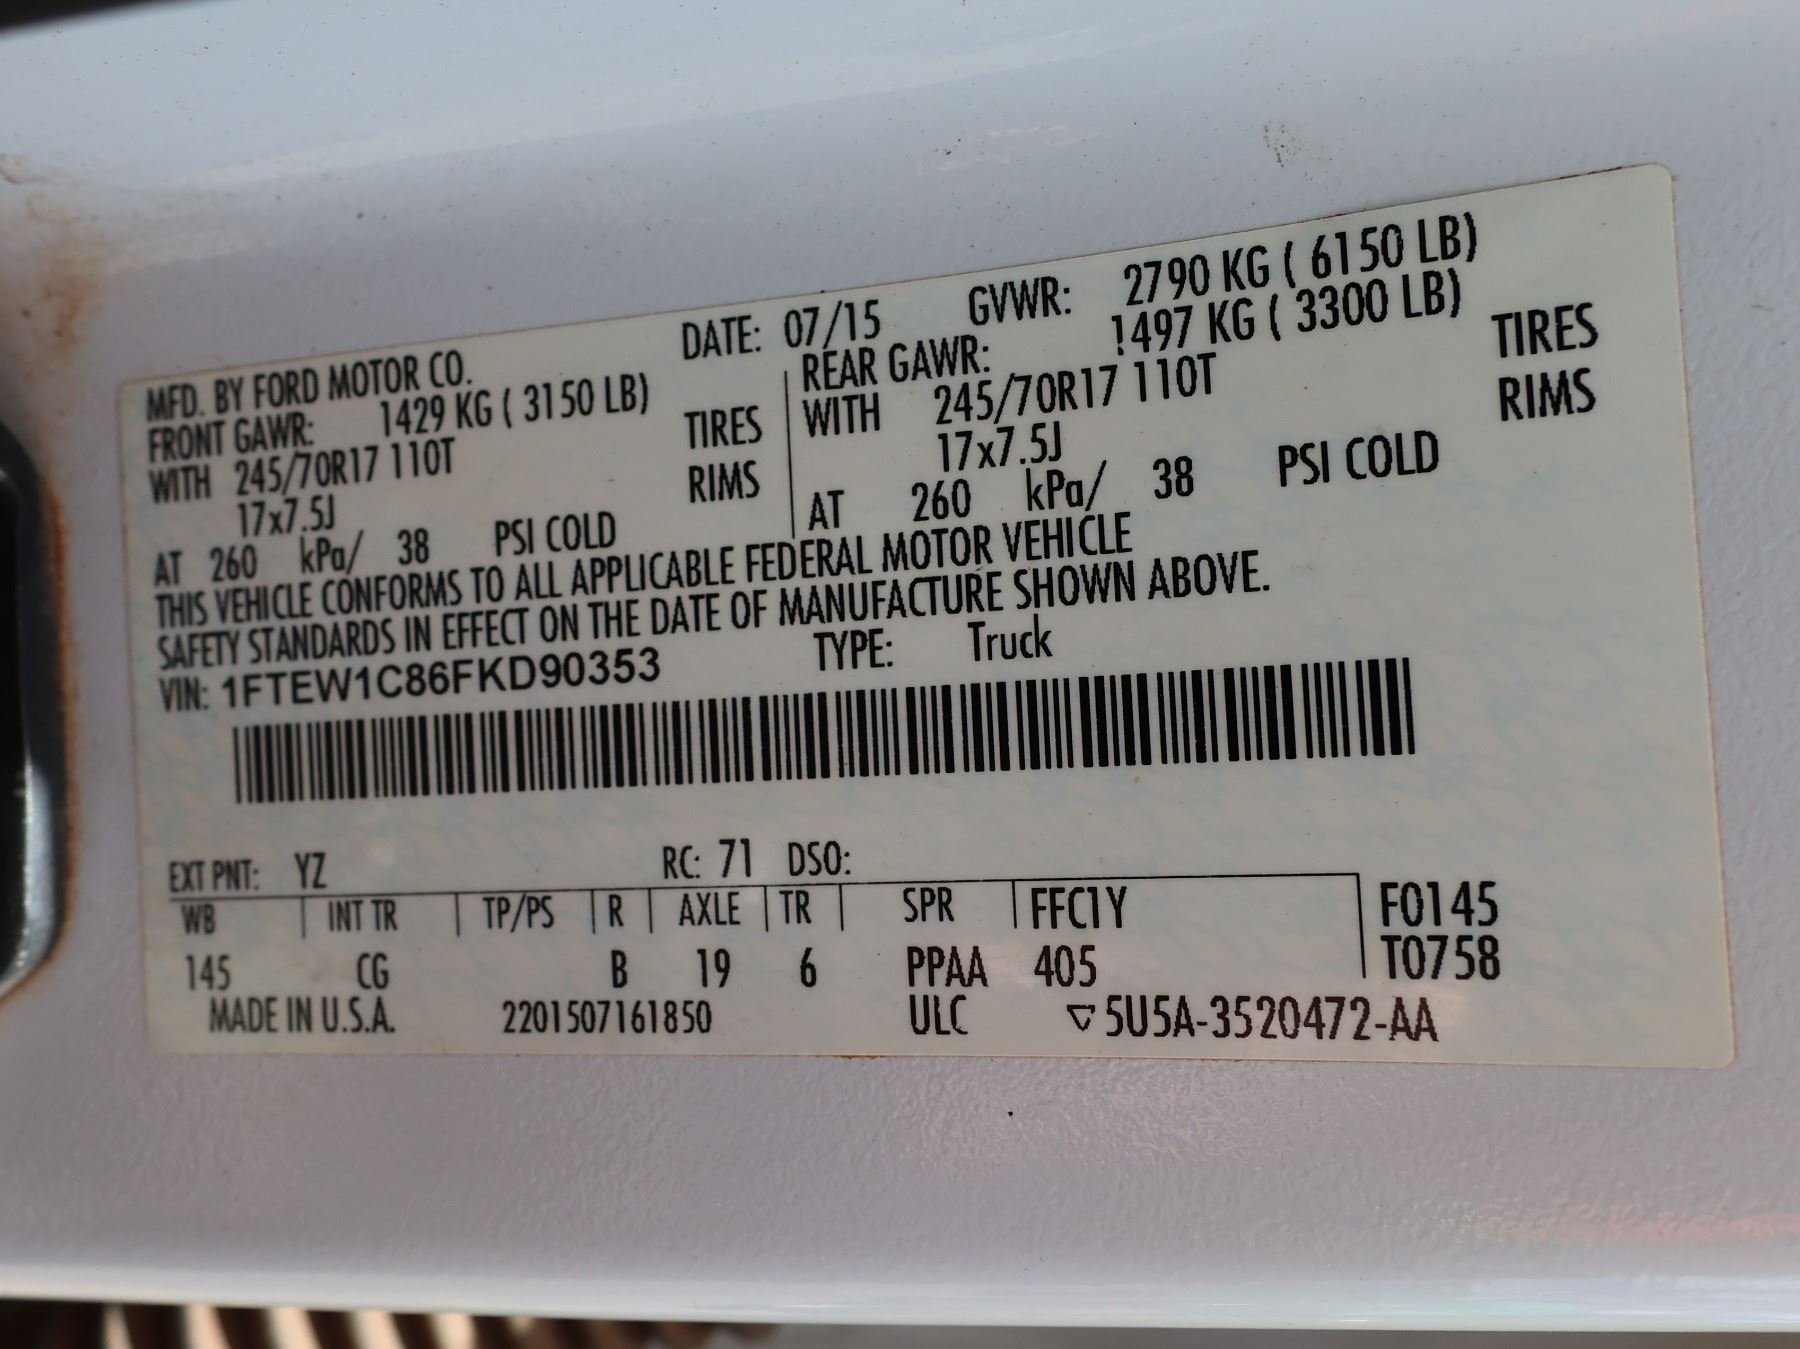 MFD. BY FORD MOTOR CO. DATE: 07/15 GVWR: 2790 KG ( 6150 LB)
FRONT GAWR: 1429 KG ( 3150 LB) REAR GAWR: 1497 KG ( 3300 LB)
WITH 245/70R17 110T TIRES WITH 245/70R17 110T TIRES
17x7.5J RIMS 17x7.5J RIMS
AT 260 kPa/ 38 PSI COLD AT 260 kPa/ 38 PSI COLD
THIS VEHICLE CONFORMS TO ALL APPLICABLE FEDERAL MOTOR VEHICLE
SAFETY STANDARDS IN EFFECT ON THE DATE OF MANUFACTURE SHOWN ABOVE.
VIN: 1FTEW1C86FKD90353 TYPE: Truck
EXT PNT: YZ RC: 71 DSO:
WB INT TR TP/PS R AXLE TR SPR FFC1Y F0145
145 CG B 19 6 PPAA 405 T0758
MADE IN U.S.A. 2201507161850 ULC 5U5A-3520472-AA